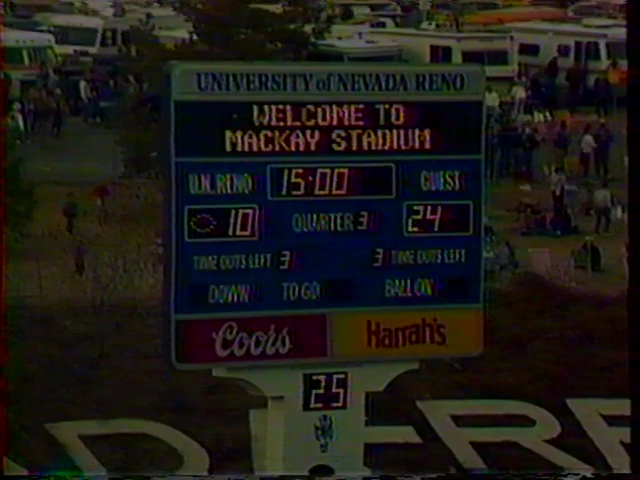 UNIVERSITY of NEVADA RENO
WELCOME TO
MACKAY STADIUM
U.N. RENO 15:00 GUEST
10 QUARTER 3 24
TIME OUTS LEFT 3 3 TIME OUTS LEFT
DOWN TO GO BALL ON
Coors Harrah's
25